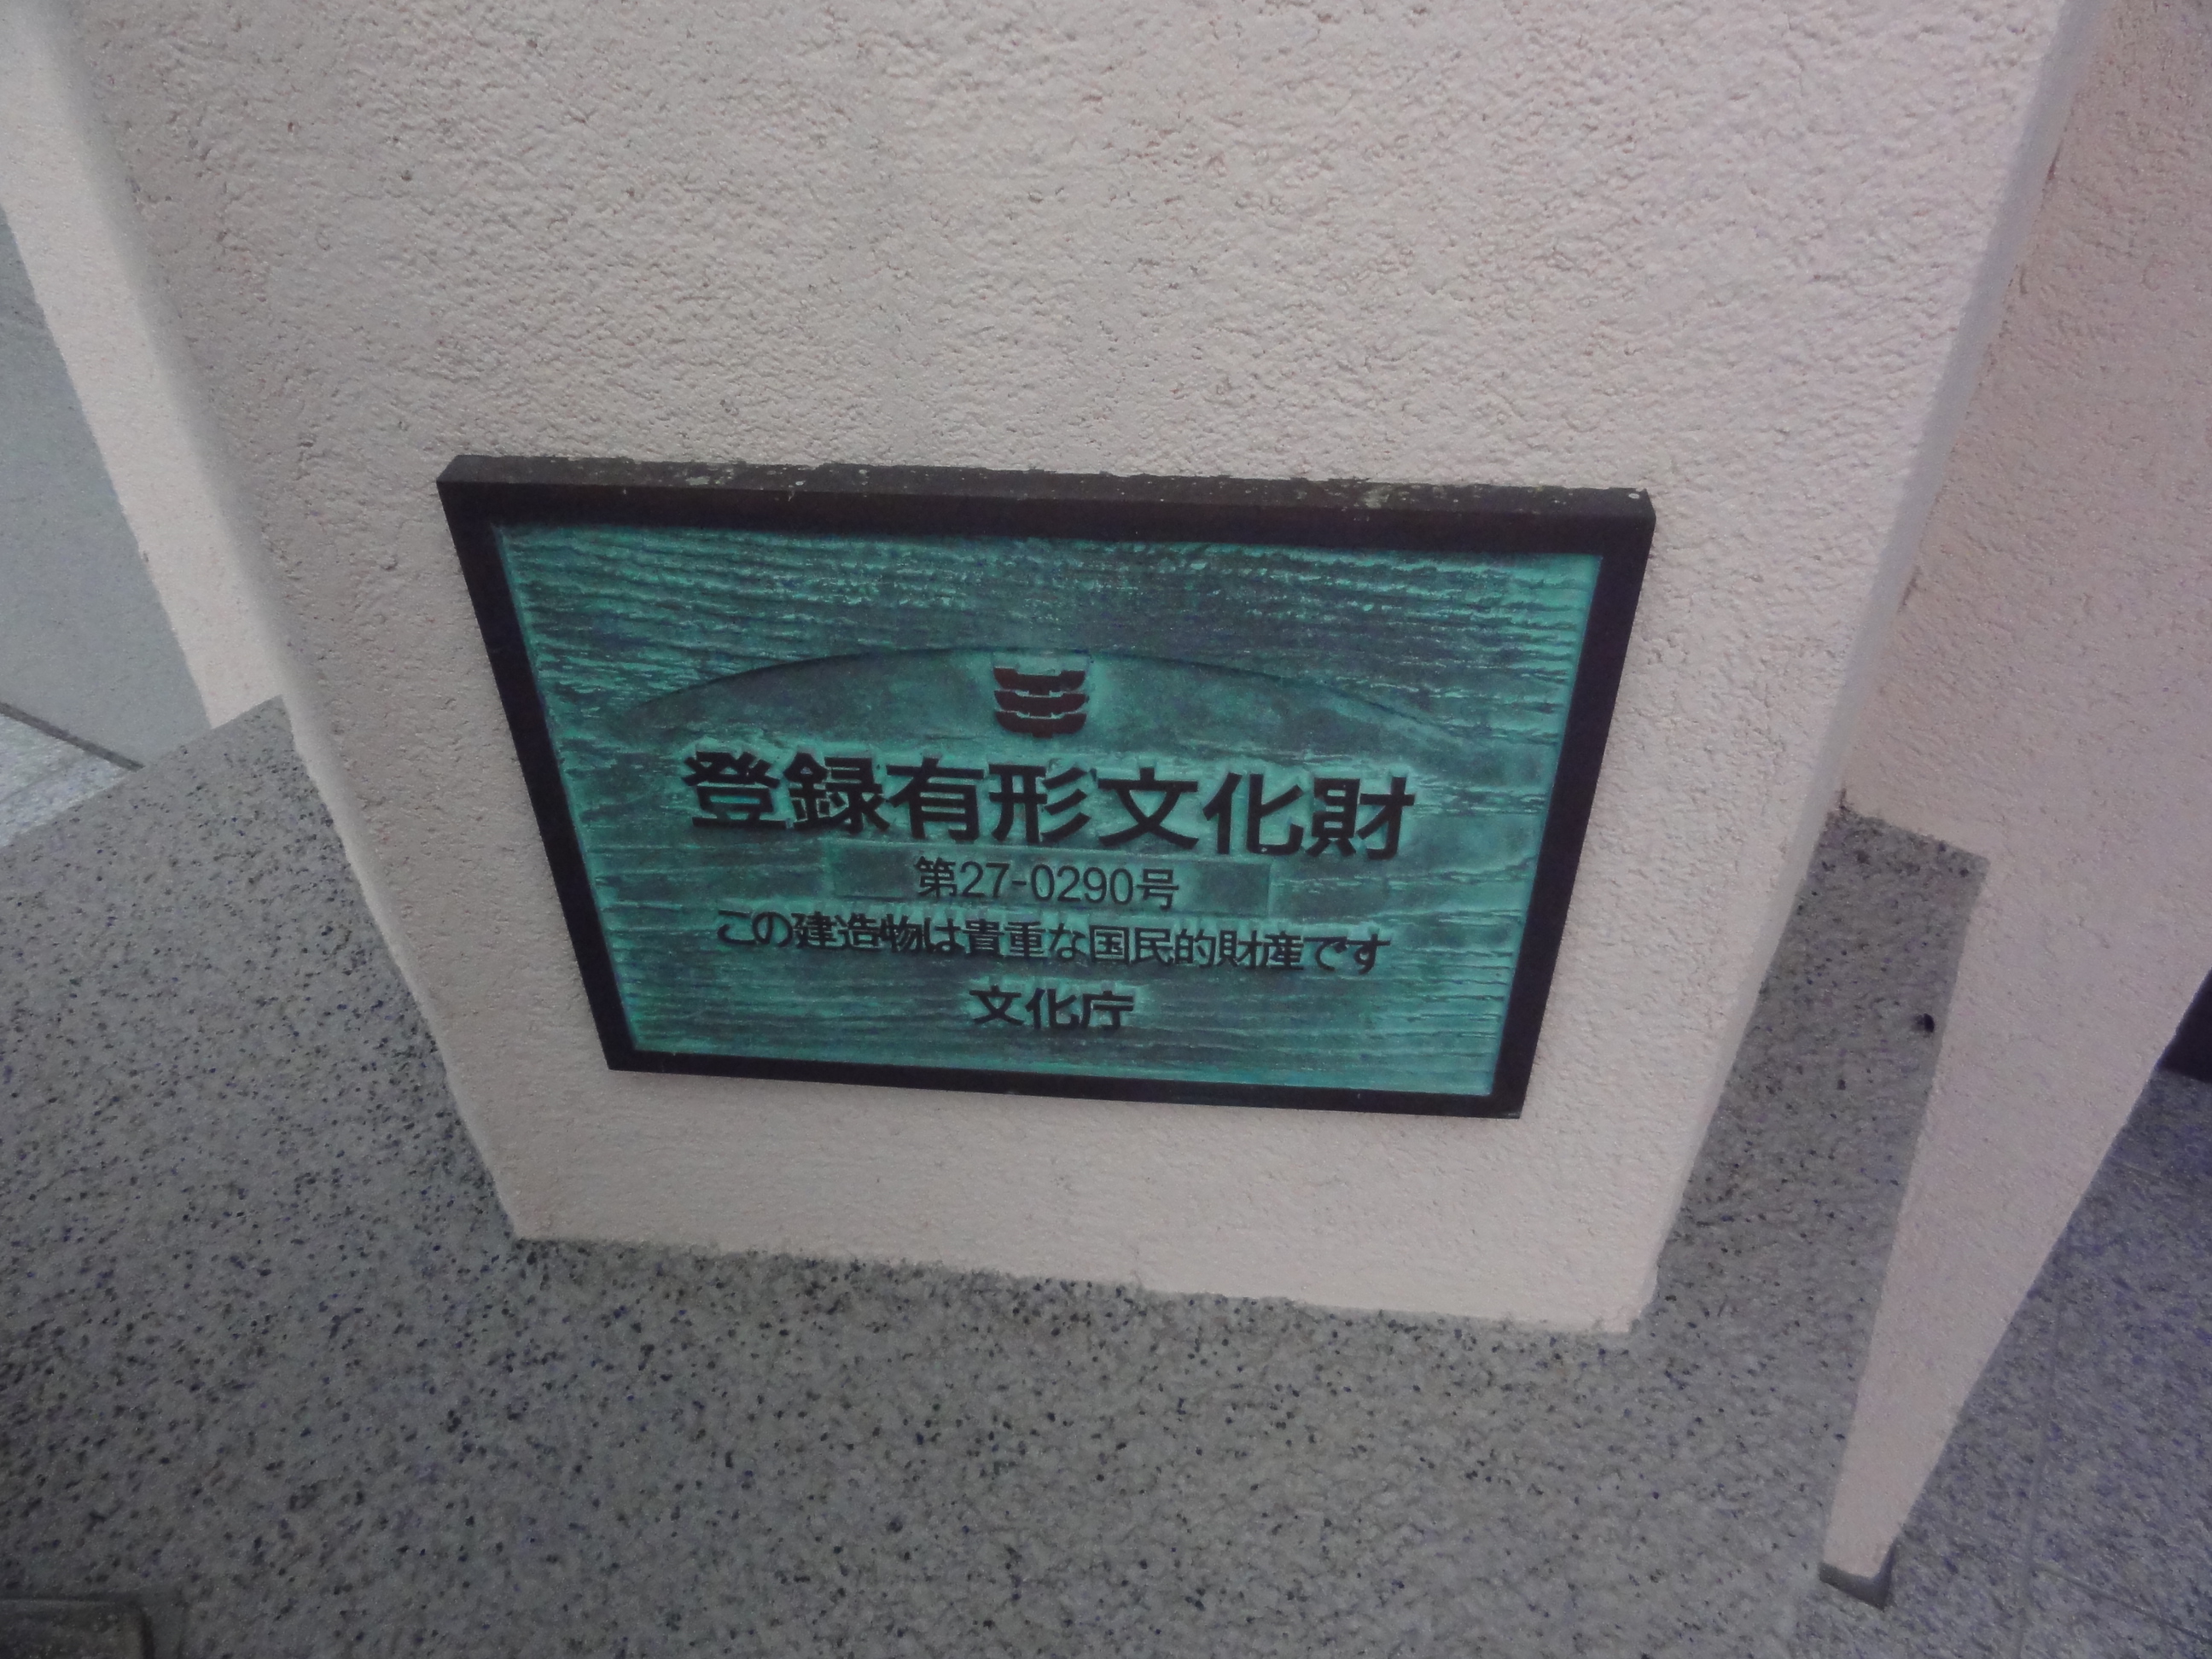 登録有形文化財
第27-0290号
この建造物は貴重な国民的財産です
文化庁